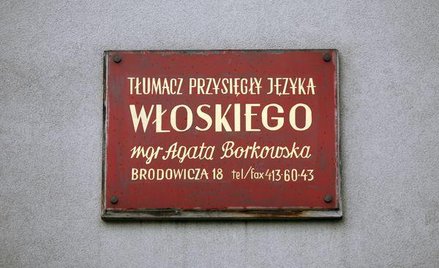 TŁUMACZ PRZYSIĘGŁY JĘZYKA
WŁOSKIEGO
mgr Agata Borkowska
BRODOWICZA 18 tel/fax 413-60-43